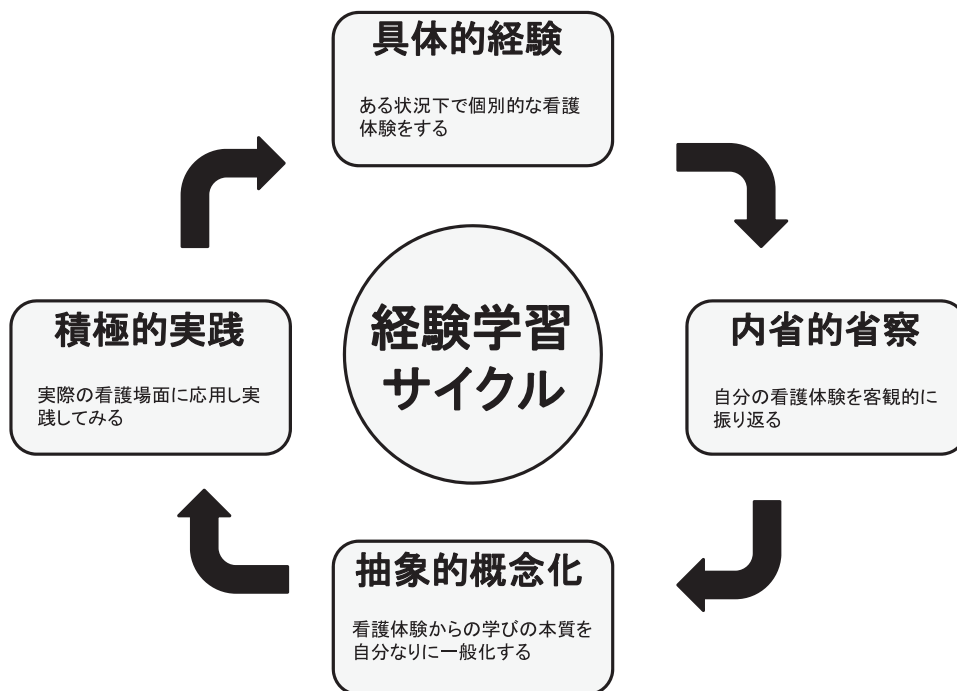 具体的経験
ある状況下で個別的な看護
体験をする
経験学習
サイクル
積極的実践
実際の看護場面に応用し実
践してみる
内省的省察
自分の看護体験を客観的に
振り返る
抽象的概念化
看護体験からの学びの本質を
自分なりに一般化する